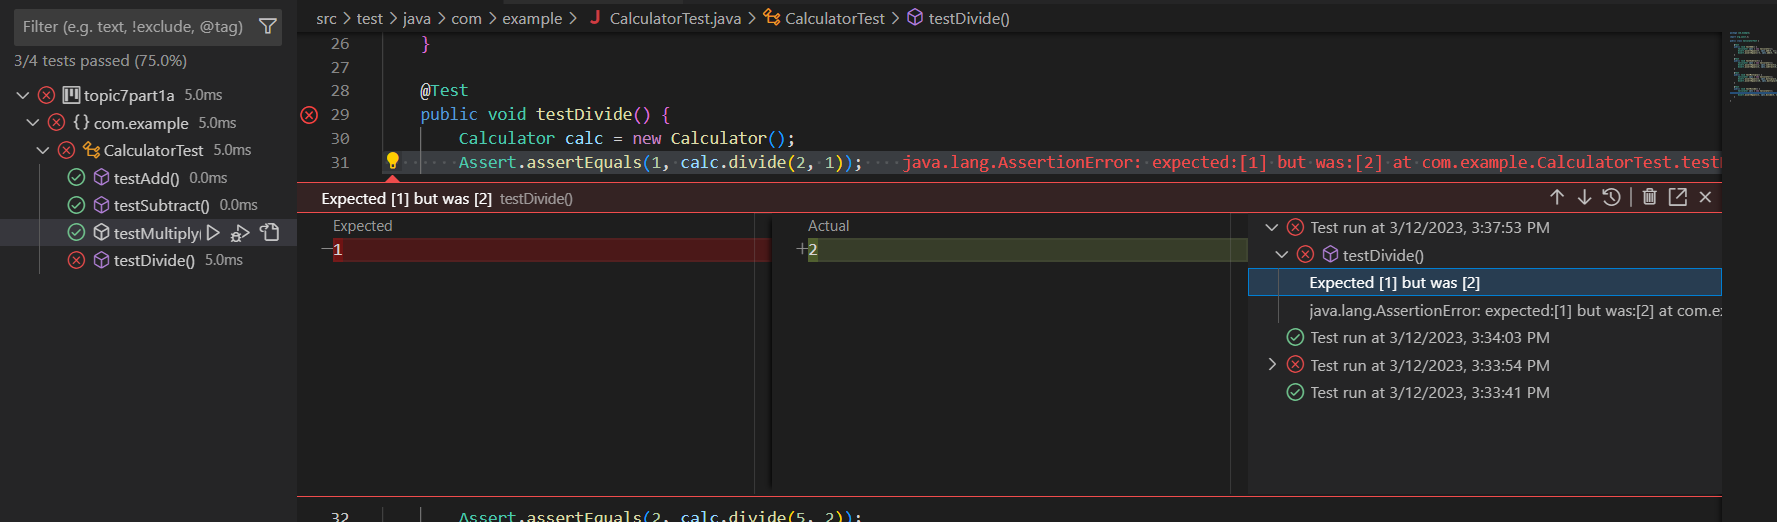 Filter (e.g. text, !exclude, @tag)
3/4 tests passed (75.0%)
topic7part1a 5.0ms
{} com.example 5.0ms
CalculatorTest 5.0ms
testAdd() 0.0ms
testSubtract() 0.0ms
testMultiply(
testDivide() 5.0ms
src > test > java > com > example > J CalculatorTest.java > CalculatorTest > testDivide()
26 }
27
28 @Test
29 public void testDivide() {
30 Calculator calc = new Calculator();
31 Assert.assertEquals(1, calc.divide(2, 1)); java.lang.AssertionError: expected:[1] but was:[2] at com.example.CalculatorTest.test
Expected [1] but was [2] testDivide()
Expected
−1
Actual
+2
Test run at 3/12/2023, 3:37:53 PM
testDivide()
Expected [1] but was [2]
java.lang.AssertionError: expected:[1] but was:[2] at com.e
Test run at 3/12/2023, 3:34:03 PM
Test run at 3/12/2023, 3:33:54 PM
Test run at 3/12/2023, 3:33:41 PM
32 Assert.assertEquals(2, calc.divide(5, 2));